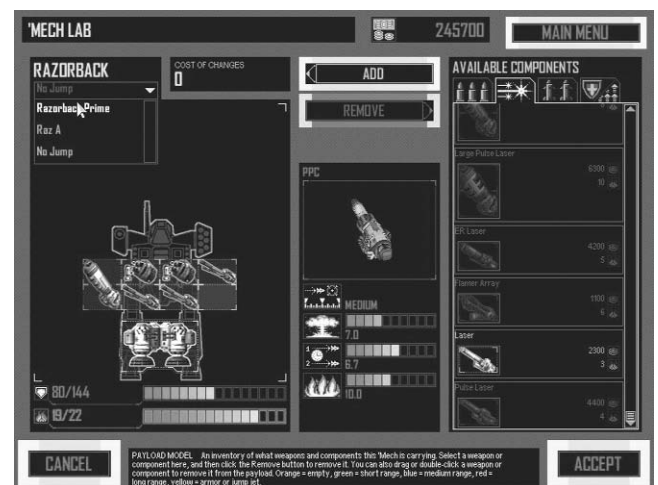 'MECH LAB
245700
MAIN MENU
RAZORBACK
No Jump
Razorback Prime
Raz A
No Jump
COST OF CHANGES
0
ADD
REMOVE
PPC
MEDIUM
7.0
6.7
10.0
80/144
19/22
AVAILABLE COMPONENTS
Large Pulse Laser
6300
10
ER Laser
4200
5
Flamer Array
1100
6
Laser
2300
3
Pulse Laser
4400
4
CANCEL
PAYLOAD MODEL An inventory of what weapons and components this 'Mech is carrying. Select a weapon or
component here, and then click the Remove button to remove it. You can also drag or double-click a weapon or
component to remove it from the payload. Orange = empty, green = short range, blue = medium range, red =
long range, yellow = armor or jump jet.
ACCEPT